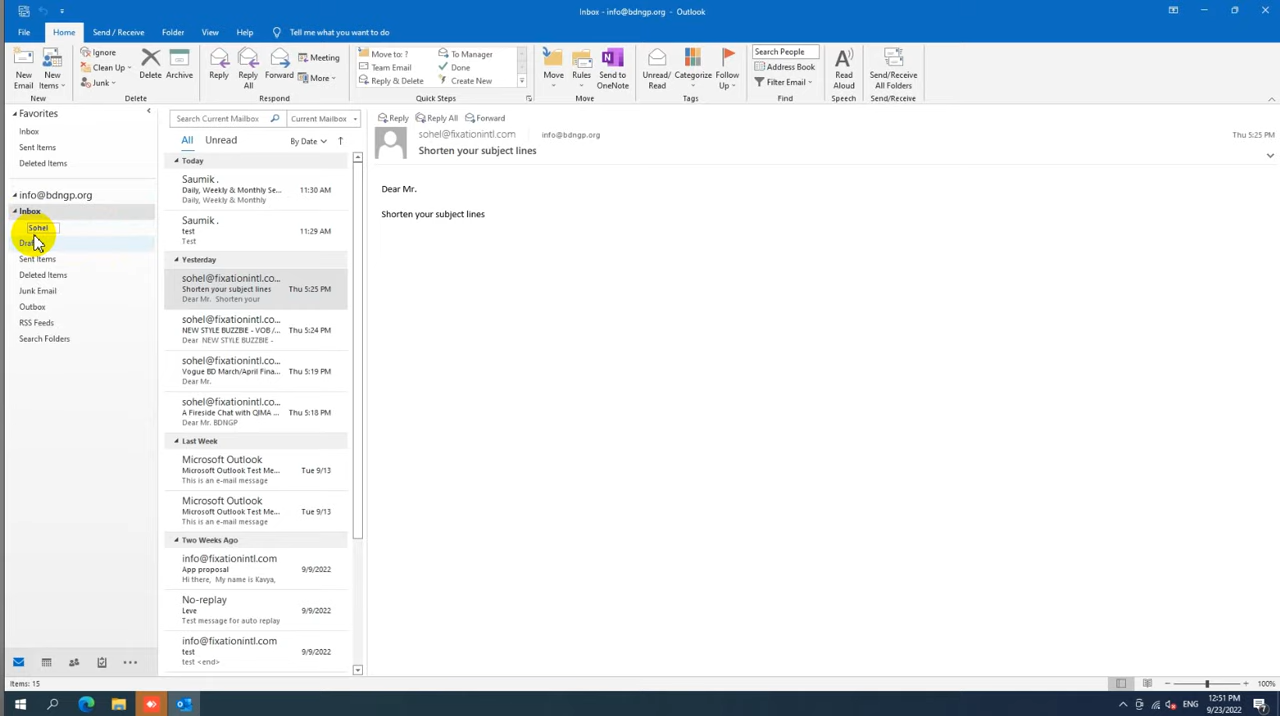 Inbox - info@bdngp.org - Outlook
File
Home
Send / Receive
Folder
View
Help
Tell me what you want to do
New Email
New Items
New
Ignore
Clean Up
Junk
Delete
Archive
Delete
Reply
Reply All
Forward
Meeting
More
Respond
Move to: ?
Team Email
Reply & Delete
To Manager
Done
Create New
Quick Steps
Move
Rules
Send to OneNote
Move
Unread/ Read
Categorize
Follow Up
Tags
Search People
Address Book
Filter Email
Find
Read Aloud
Speech
Send/Receive All Folders
Send/Receive
Favorites
Inbox
Sent Items
Deleted Items
info@bdngp.org
Inbox
Sohel
Sent Items
Deleted Items
Junk Email
Outbox
RSS Feeds
Search Folders
Search Current Mailbox
Current Mailbox
All
Unread
By Date
Today
Saumik .
Daily, Weekly & Monthly Se... 11:30 AM
Daily, Weekly & Monthly
Saumik .
test 11:29 AM
Test
Yesterday
sohel@fixationintl.co...
Shorten your subject lines Thu 5:25 PM
Dear Mr. Shorten your
sohel@fixationintl.co...
NEW STYLE BUZZBIE - VOB /... Thu 5:24 PM
Dear NEW STYLE BUZZBIE -
sohel@fixationintl.co...
Vogue BD March/April Fina... Thu 5:19 PM
Dear Mr.
sohel@fixationintl.co...
A Fireside Chat with QIMA ... Thu 5:18 PM
Dear Mr. BDNGP
Last Week
Microsoft Outlook
Microsoft Outlook Test Me... Tue 9/13
This is an e-mail message
Microsoft Outlook
Microsoft Outlook Test Me... Tue 9/13
This is an e-mail message
Two Weeks Ago
info@fixationintl.com
App proposal 9/9/2022
Hi there, My name is Kavya,
No-replay
Leve 9/9/2022
Test message for auto replay
info@fixationintl.com
test 9/9/2022
test <end>
Reply
Reply All
Forward
sohel@fixationintl.com
info@bdngp.org
Thu 5:25 PM
Shorten your subject lines
Dear Mr.
Shorten your subject lines
Items: 15
100%
12:51 PM
9/23/2022